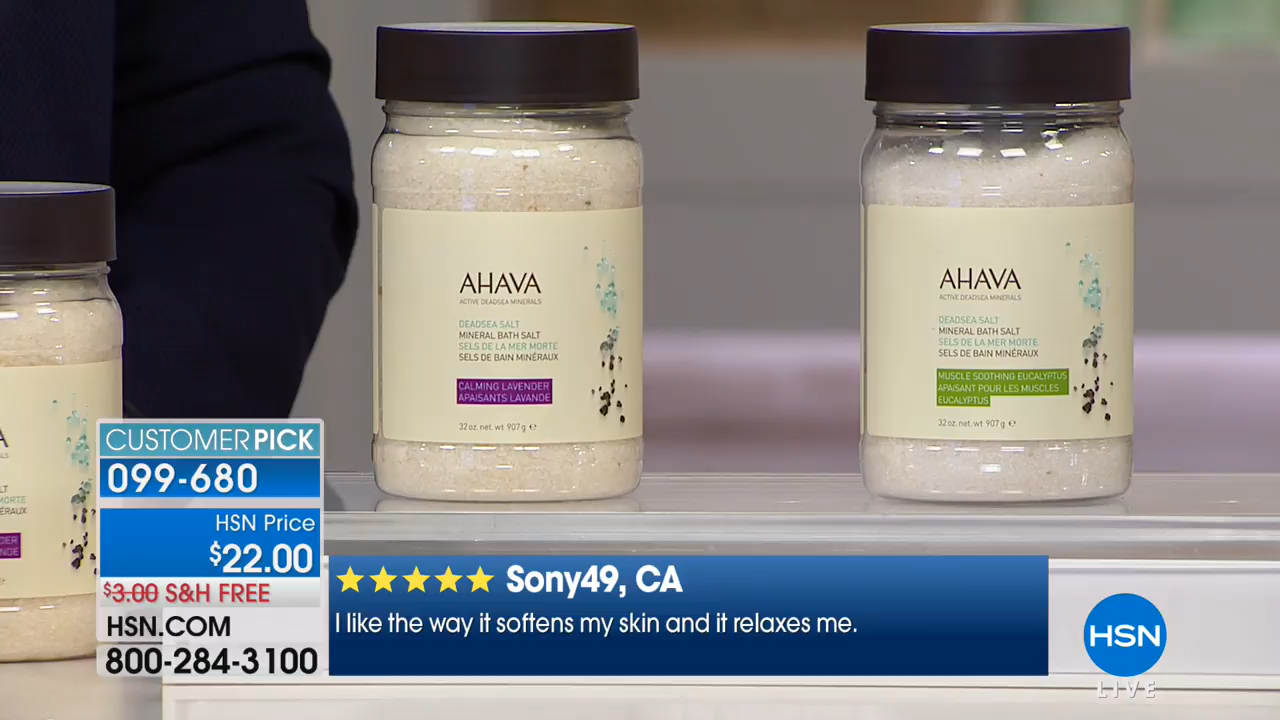 AHAVA
ACTIVE DEADSEA MINERALS
DEADSEA SALT
MINERAL BATH SALT
SELS DE LA MER MORTE
SELS DE BAIN MINÉRAUX
CALMING LAVENDER
APAISANTS LAVANDE
32 oz. net. wt 907g e
AHAVA
ACTIVE DEADSEA MINERALS
DEADSEA SALT
MINERAL BATH SALT
SELS DE LA MER MORTE
SELS DE BAIN MINÉRAUX
MUSCLE SOOTHING EUCALYPTUS
APAISANT POUR LES MUSCLES
EUCALYPTUS
32 oz. net. wt 907g e
CUSTOMER PICK
099-680
HSN Price
$22.00
$3.00 S&H FREE
HSN.COM
800-284-3100
Sony49, CA
I like the way it softens my skin and it relaxes me.
HSN
LIVE